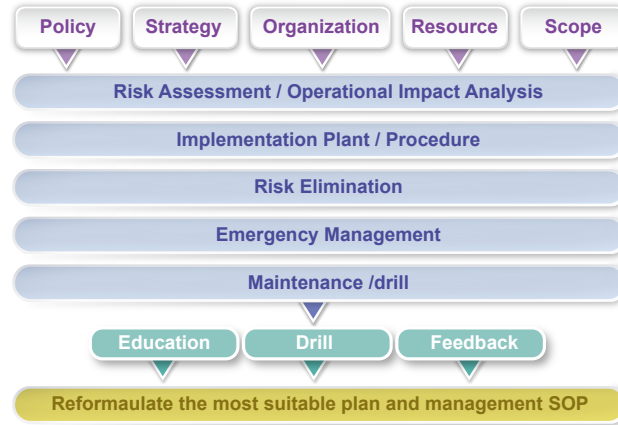 Policy Strategy Organization Resource Scope
Risk Assessment / Operational Impact Analysis
Implementation Plant / Procedure
Risk Elimination
Emergency Management
Maintenance /drill
Education Drill Feedback
Reformaulate the most suitable plan and management SOP